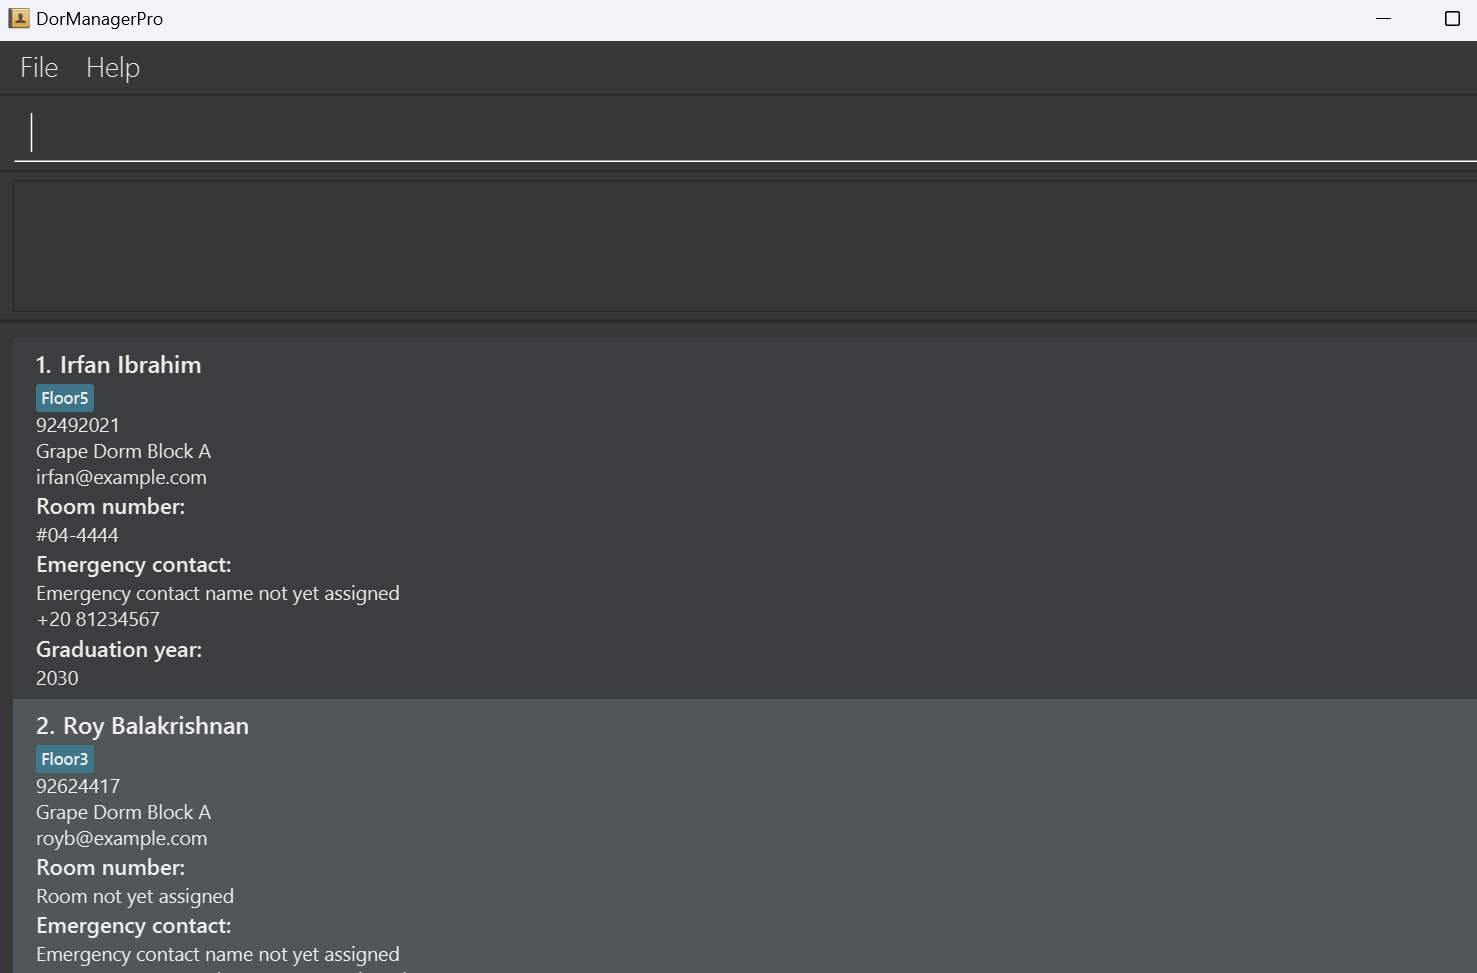 DorManagerPro
File Help
1. Irfan Ibrahim
Floor5
92492021
Grape Dorm Block A
irfan@example.com
Room number:
#04-4444
Emergency contact:
Emergency contact name not yet assigned
+20 81234567
Graduation year:
2030
2. Roy Balakrishnan
Floor3
92624417
Grape Dorm Block A
royb@example.com
Room number:
Room not yet assigned
Emergency contact:
Emergency contact name not yet assigned